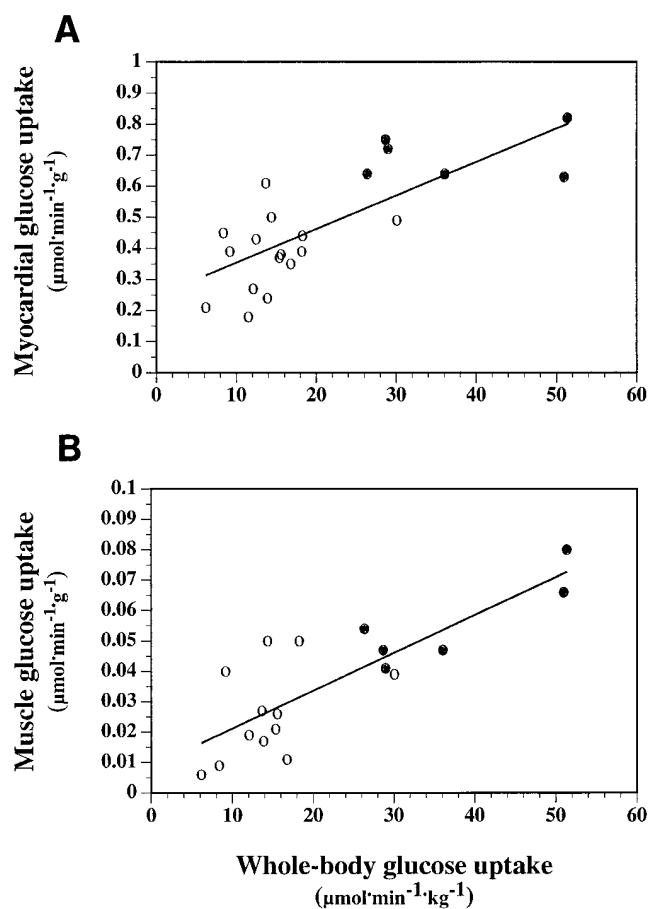 A
Myocardial glucose uptake
(µmol·min⁻¹·g⁻¹)
1
0.9
0.8
0.7
0.6
0.5
0.4
0.3
0.2
0.1
0
0 10 20 30 40 50 60
B
Muscle glucose uptake
(µmol·min⁻¹·g⁻¹)
0.1
0.09
0.08
0.07
0.06
0.05
0.04
0.03
0.02
0.01
0
0 10 20 30 40 50 60
Whole-body glucose uptake
(µmol·min⁻¹·kg⁻¹)